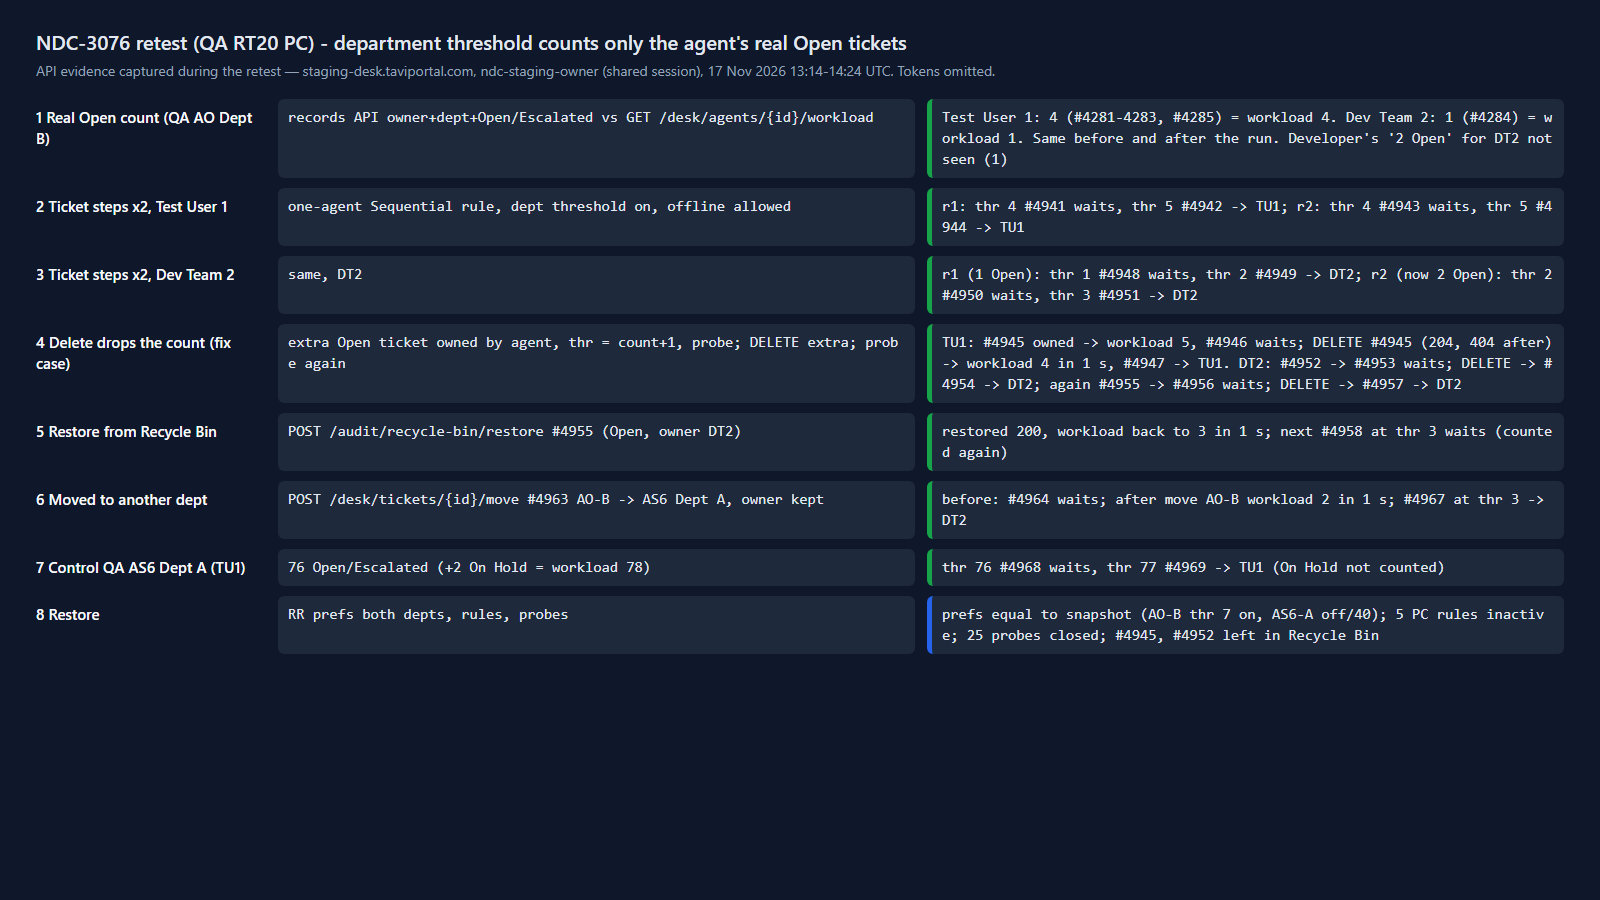 NDC-3076 retest (QA RT20 PC) - department threshold counts only the agent's real Open tickets
API evidence captured during the retest — staging-desk.taviportal.com, ndc-staging-owner (shared session), 17 Nov 2026 13:14-14:24 UTC. Tokens omitted.
1 Real Open count (QA AO Dept
B)
records API owner+dept+Open/Escalated vs GET /desk/agents/{id}/workload
Test User 1: 4 (#4281-4283, #4285) = workload 4. Dev Team 2: 1 (#4284) = w
orkload 1. Same before and after the run. Developer's '2 Open' for DT2 not
seen (1)
2 Ticket steps x2, Test User 1
one-agent Sequential rule, dept threshold on, offline allowed
r1: thr 4 #4941 waits, thr 5 #4942 -> TU1; r2: thr 4 #4943 waits, thr 5 #4
944 -> TU1
3 Ticket steps x2, Dev Team 2
same, DT2
r1 (1 Open): thr 1 #4948 waits, thr 2 #4949 -> DT2; r2 (now 2 Open): thr 2
#4950 waits, thr 3 #4951 -> DT2
4 Delete drops the count (fix
case)
extra Open ticket owned by agent, thr = count+1, probe; DELETE extra; prob
e again
TU1: #4945 owned -> workload 5, #4946 waits; DELETE #4945 (204, 404 after)
-> workload 4 in 1 s, #4947 -> TU1. DT2: #4952 -> #4953 waits; DELETE -> #
4954 -> DT2; again #4955 -> #4956 waits; DELETE -> #4957 -> DT2
5 Restore from Recycle Bin
POST /audit/recycle-bin/restore #4955 (Open, owner DT2)
restored 200, workload back to 3 in 1 s; next #4958 at thr 3 waits (counte
d again)
6 Moved to another dept
POST /desk/tickets/{id}/move #4963 AO-B -> AS6 Dept A, owner kept
before: #4964 waits; after move AO-B workload 2 in 1 s; #4967 at thr 3 ->
DT2
7 Control QA AS6 Dept A (TU1)
76 Open/Escalated (+2 On Hold = workload 78)
thr 76 #4968 waits, thr 77 #4969 -> TU1 (On Hold not counted)
8 Restore
RR prefs both depts, rules, probes
prefs equal to snapshot (AO-B thr 7 on, AS6-A off/40); 5 PC rules inactiv
e; 25 probes closed; #4945, #4952 left in Recycle Bin